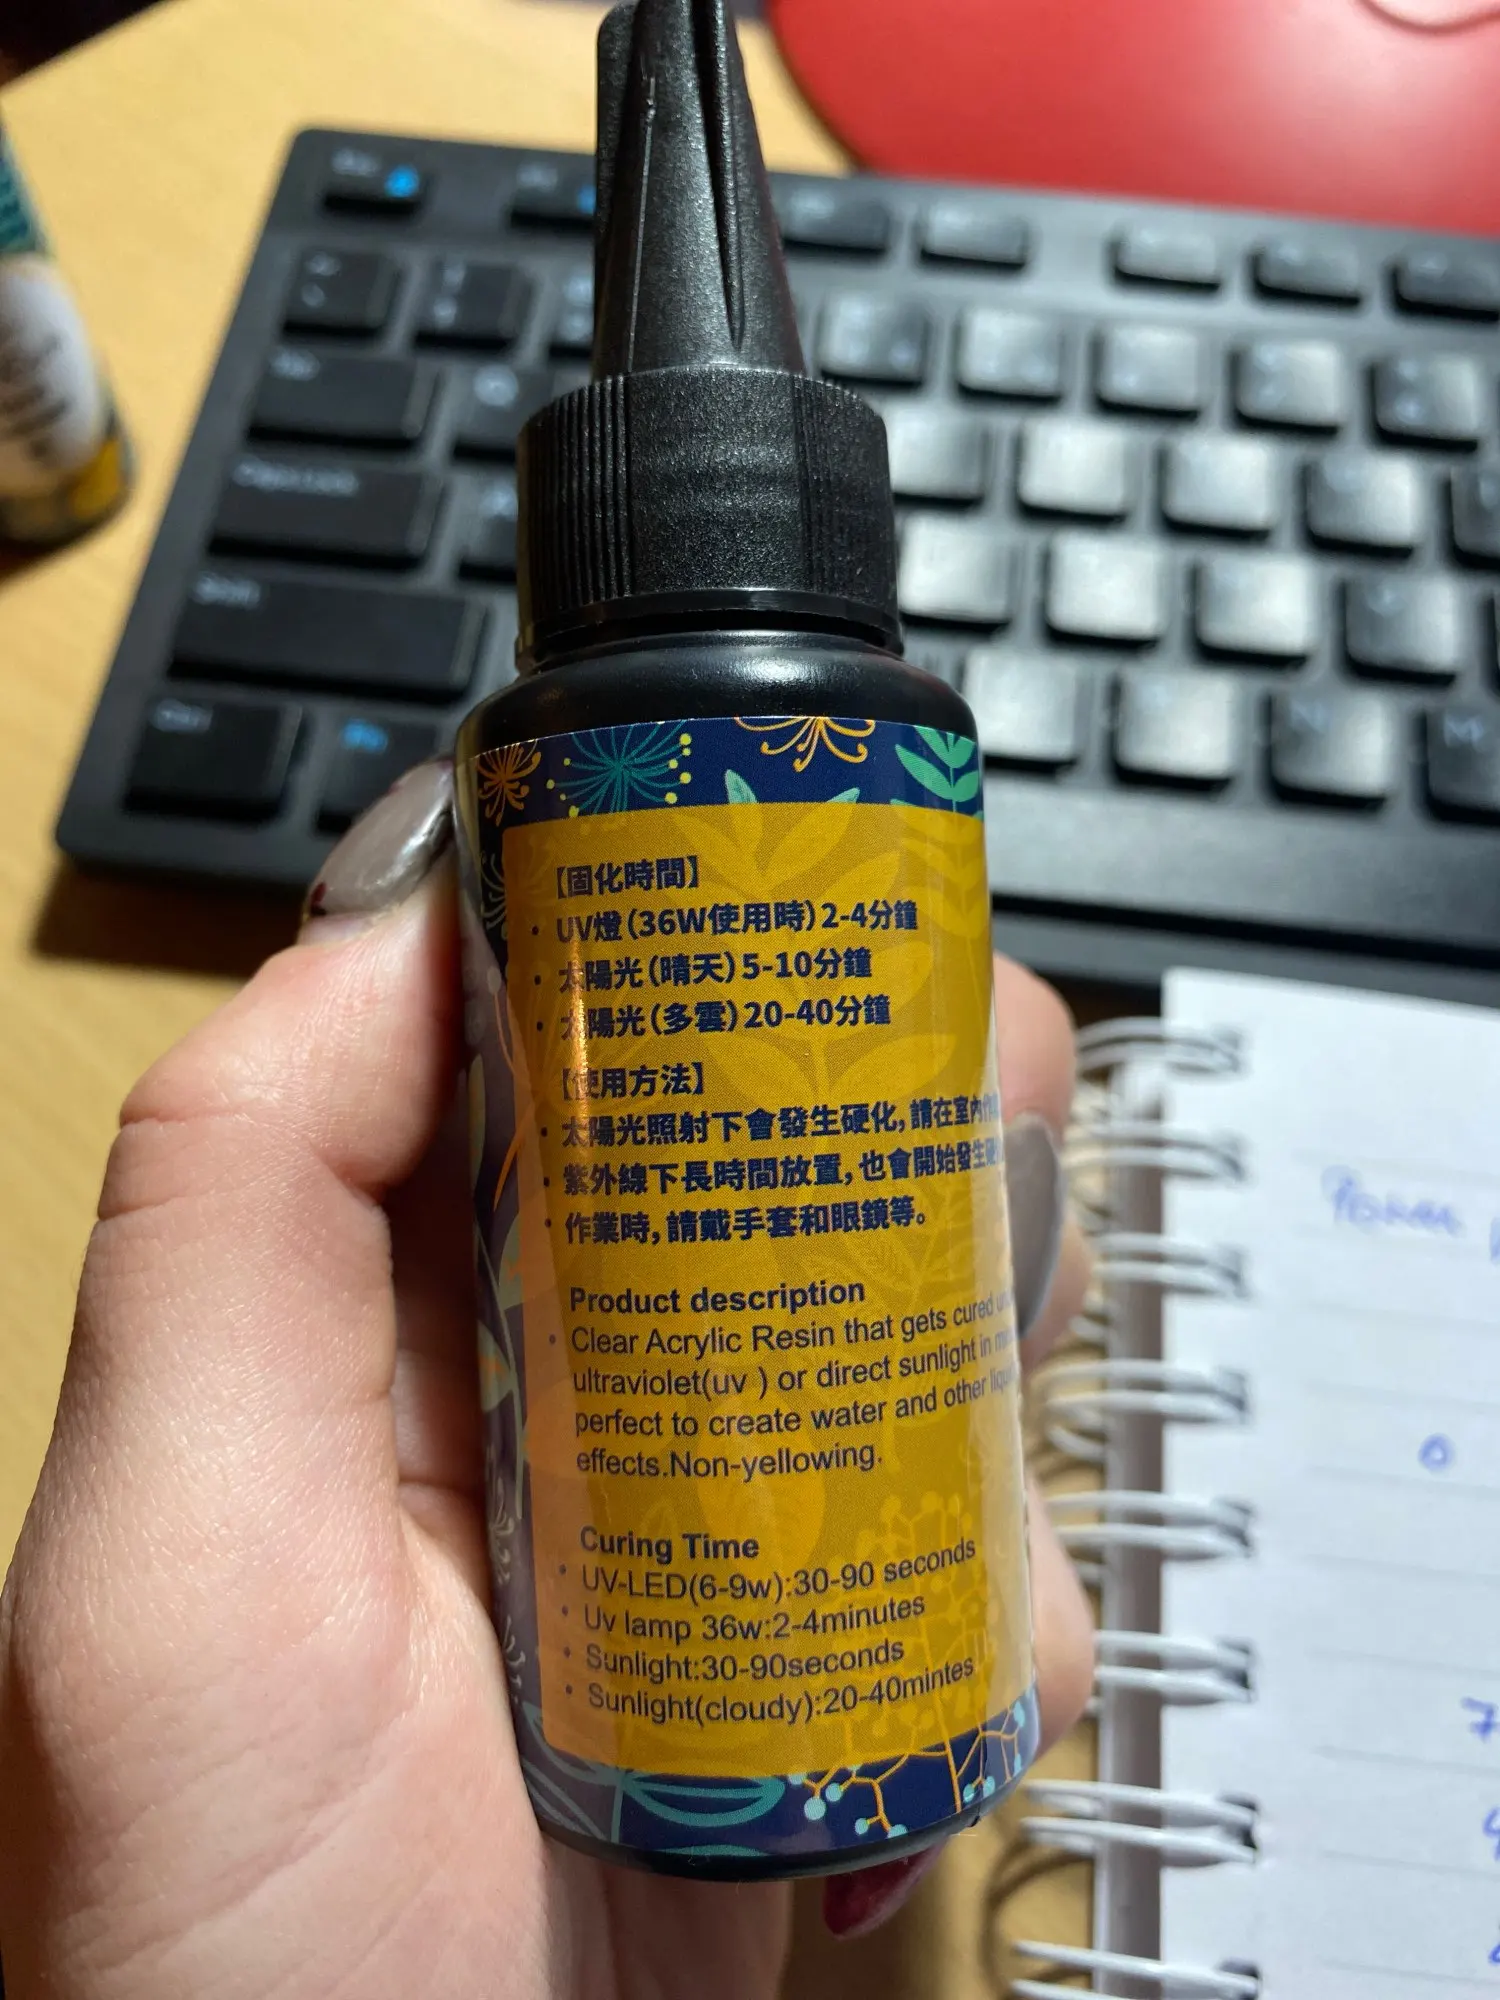 【固化時間】
· UV燈(36W使用時)2-4分鐘
· 太陽光(晴天)5-10分鐘
· 太陽光(多雲)20-40分鐘
【使用方法】
· 太陽光照射下會發生硬化,請在室內作
· 紫外線下長時間放置,也會開始發生硬
· 作業時,請戴手套和眼鏡等。
Product description
· Clear Acrylic Resin that gets cured
ultraviolet(uv ) or direct sunlight in
perfect to create water and other
effects.Non-yellowing.
Curing Time
· UV-LED(6-9w):30-90 seconds
· Uv lamp 36w:2-4minutes
· Sunlight:30-90seconds
· Sunlight(cloudy):20-40mintes